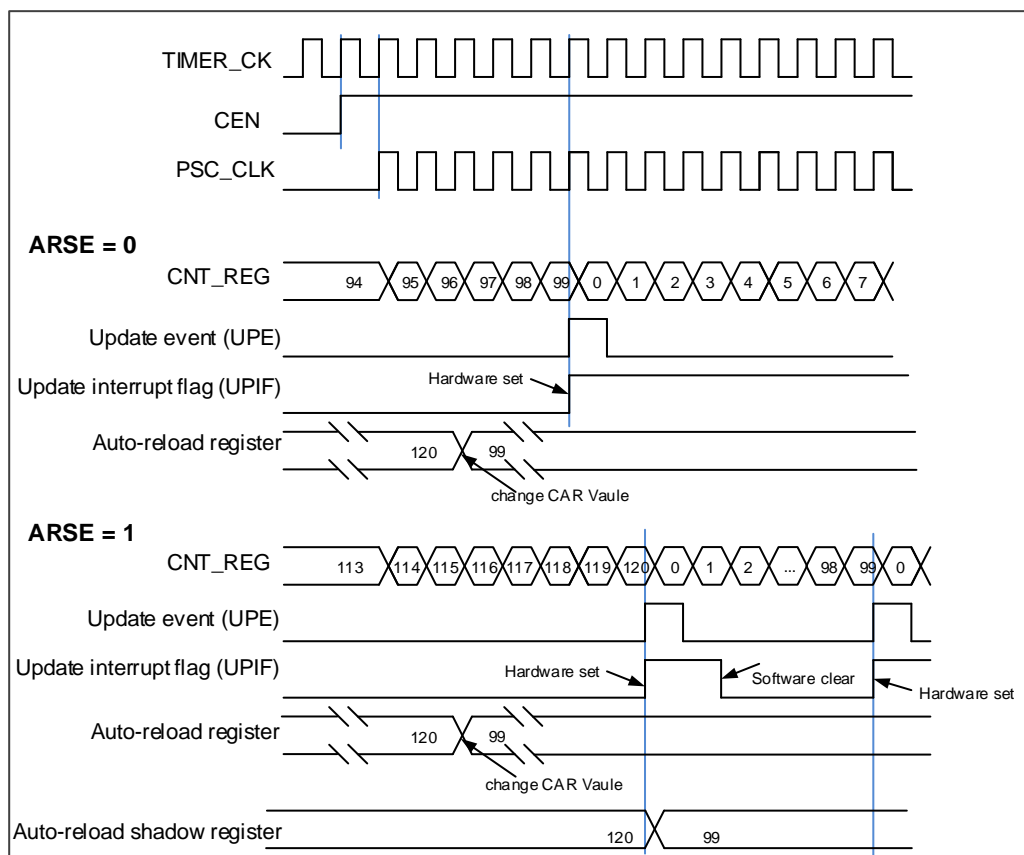 TIMER_CK
CEN
PSC_CLK
ARSE = 0
CNT_REG 94 95 96 97 98 99 0 1 2 3 4 5 6 7
Update event (UPE)
Update interrupt flag (UPIF) Hardware set
Auto-reload register 120 99
change CAR Vaule
ARSE = 1
CNT_REG 113 114 115 116 117 118 119 120 0 1 2 ... 98 99 0
Update event (UPE)
Update interrupt flag (UPIF) Hardware set Software clear Hardware set
Auto-reload register 120 99
change CAR Vaule
Auto-reload shadow register 120 99